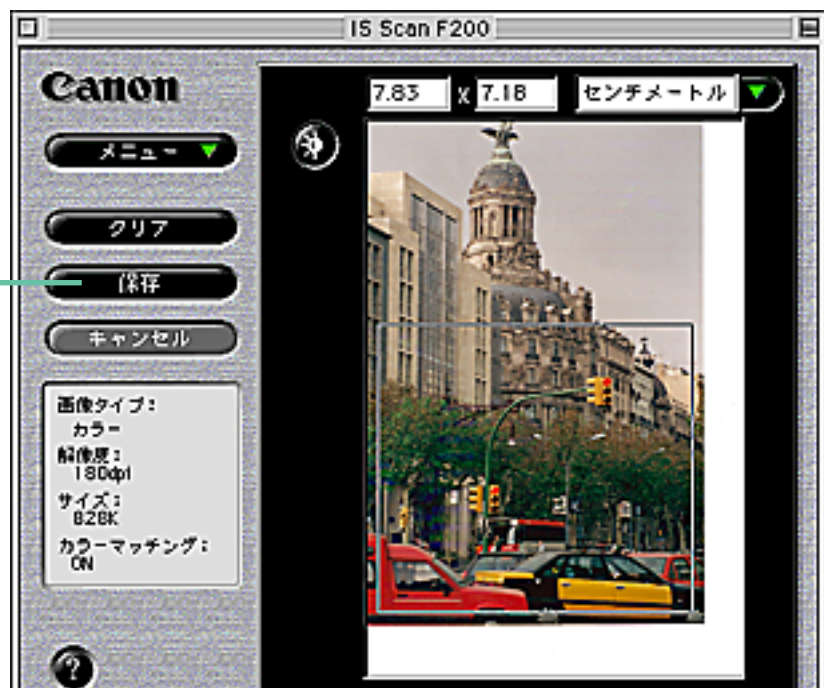 IS Scan F200
Canon
7.83 x 7.18 センチメートル
メニュー
クリア
保存
キャンセル
画像タイプ：
カラー
解像度：
180dpi
サイズ：
828K
カラーマッチング：
ON
?